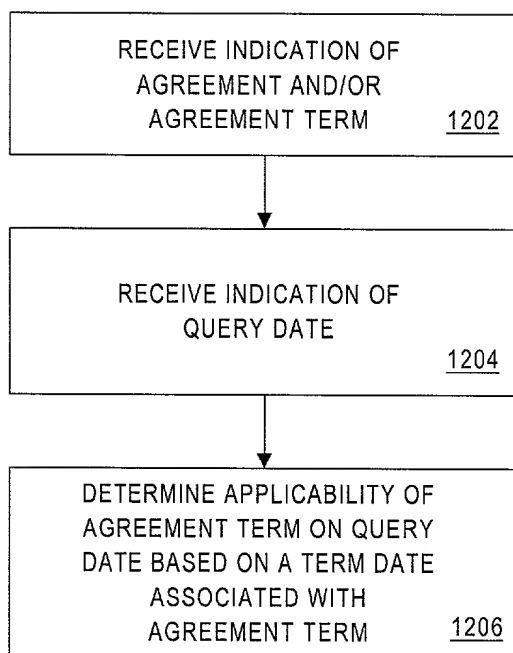 RECEIVE INDICATION OF
AGREEMENT AND/OR
AGREEMENT TERM
1202
RECEIVE INDICATION OF
QUERY DATE
1204
DETERMINE APPLICABILITY OF
AGREEMENT TERM ON QUERY
DATE BASED ON A TERM DATE
ASSOCIATED WITH
AGREEMENT TERM
1206